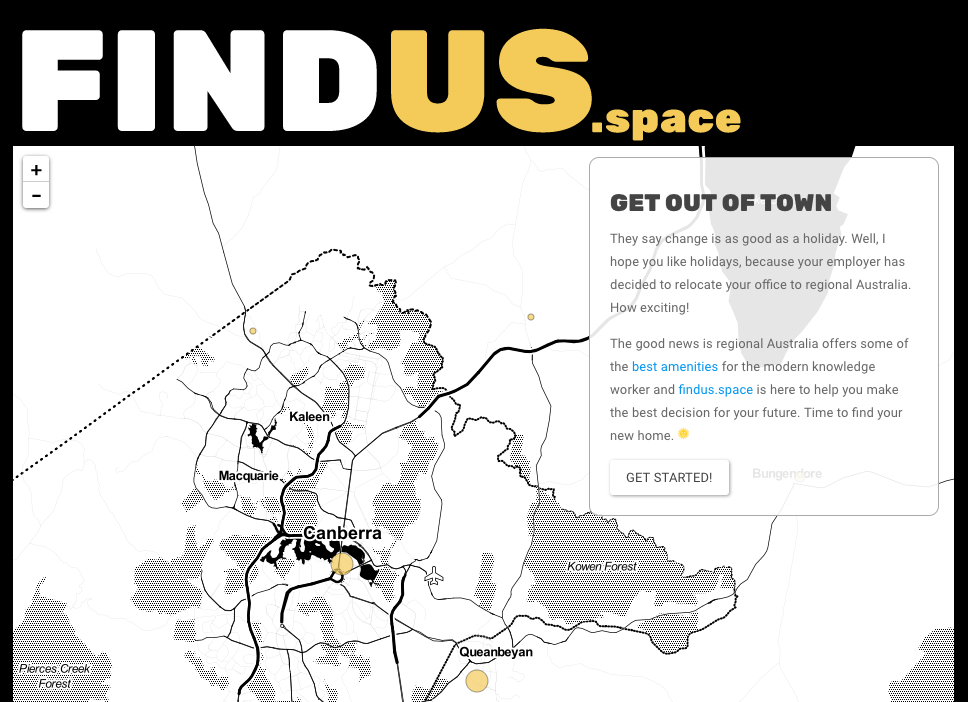 FINDUS.space
+
-
GET OUT OF TOWN
They say change is as good as a holiday. Well, I
hope you like holidays, because your employer has
decided to relocate your office to regional Australia.
How exciting!
The good news is regional Australia offers some of
the best amenities for the modern knowledge
worker and findus.space is here to help you make
the best decision for your future. Time to find your
new home.
GET STARTED!
Bungendore
Kaleen
Macquarie
Canberra
Kowen Forest
Queanbeyan
Pierces Creek
Forest